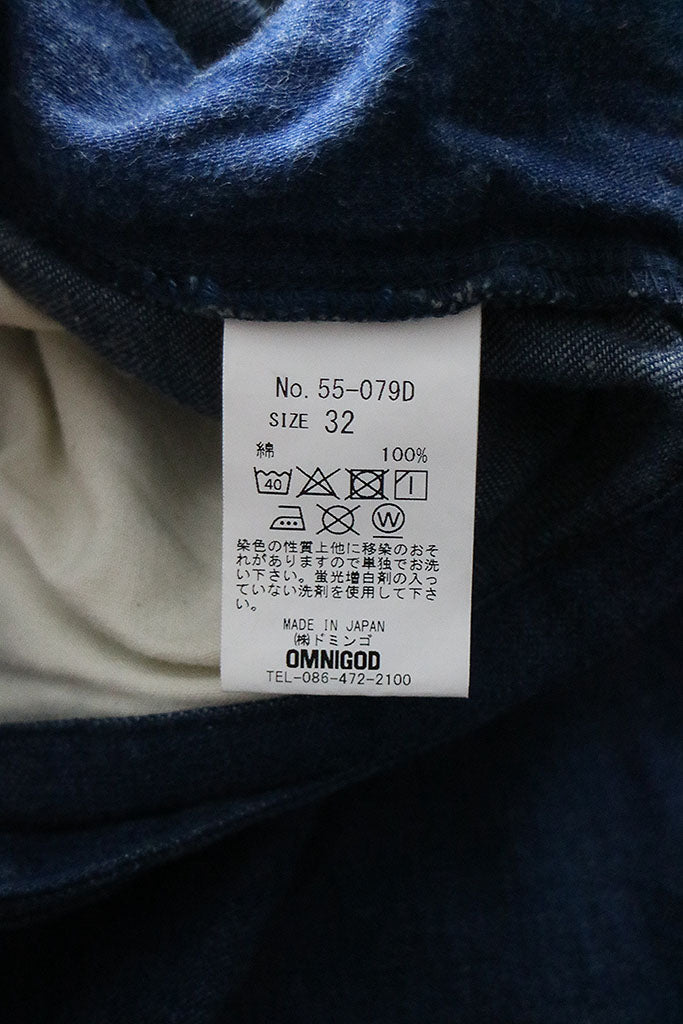 No. 55-079D
SIZE 32
綿 100%
40
W
染色の性質上他に移染のおそ
れがありますので単独でお洗
い下さい。蛍光増白剤の入っ
ていない洗剤を使用して下さ
い。
MADE IN JAPAN
㈱ドミンゴ
OMNIGOD
TEL-086-472-2100